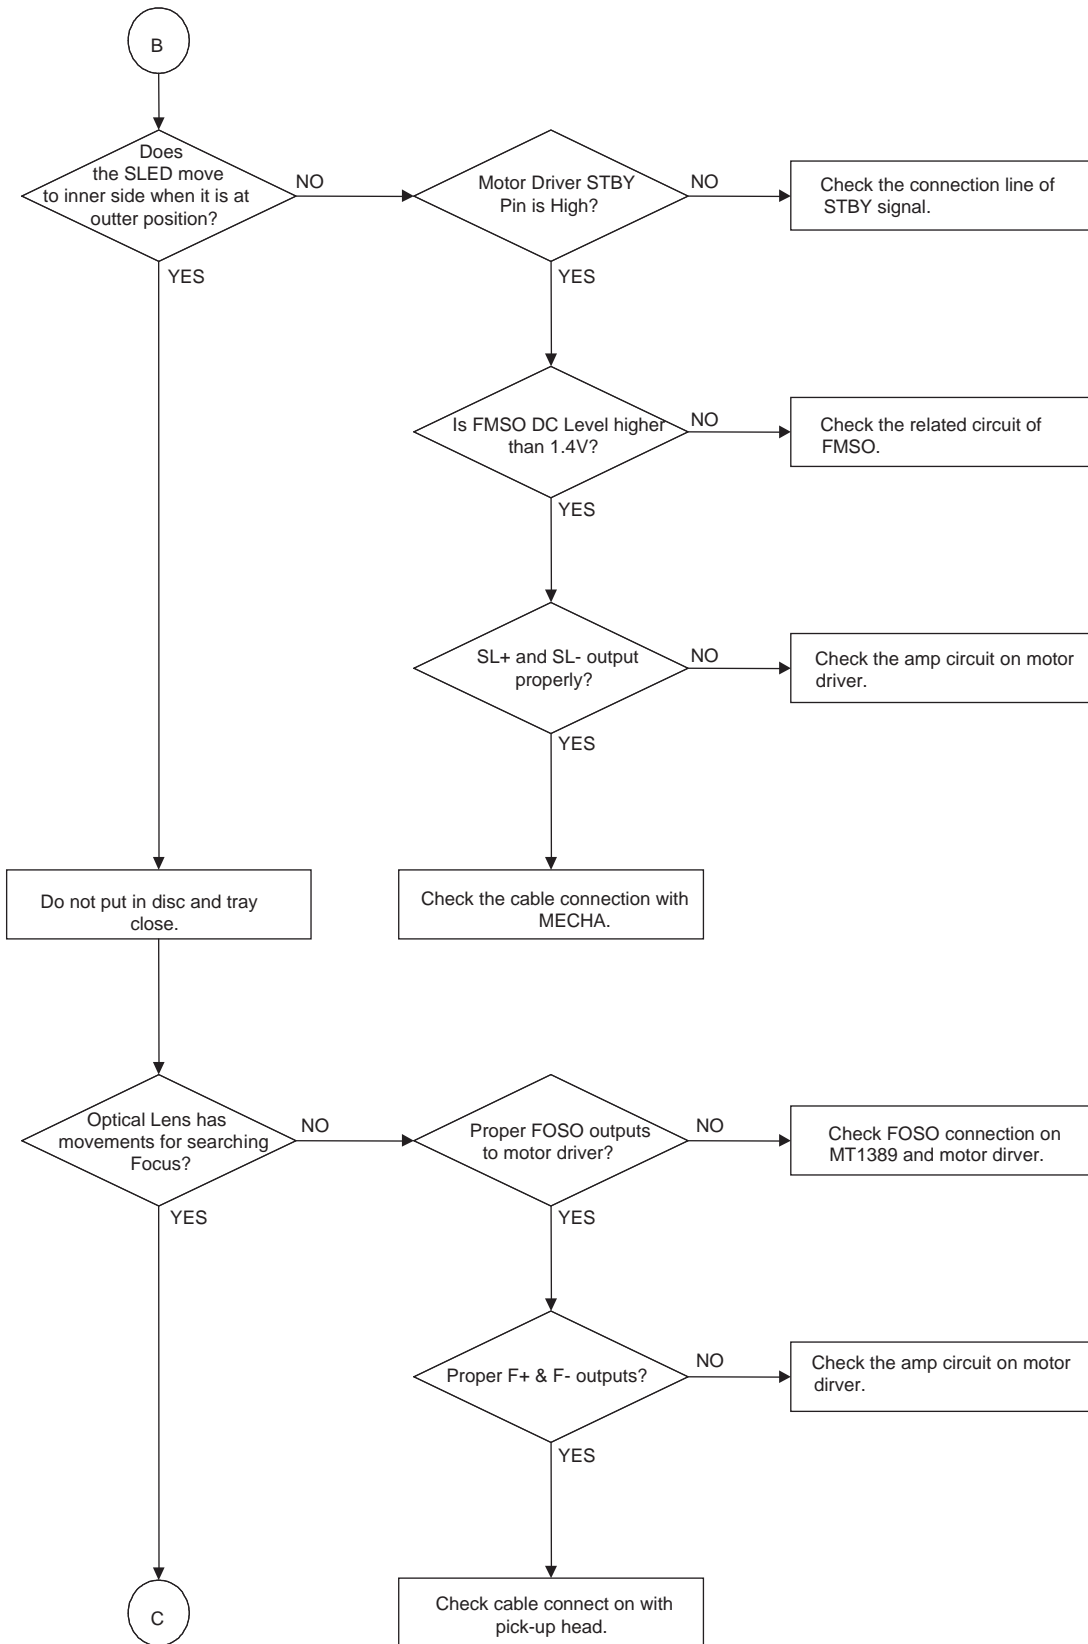 B
Does
the SLED move
to inner side when it is at
outter position?
NO
YES
Motor Driver STBY
Pin is High?
NO
YES
Check the connection line of
STBY signal.
Is FMSO DC Level higher
than 1.4V?
NO
YES
Check the related circuit of
FMSO.
SL+ and SL- output
properly?
NO
YES
Check the amp circuit on motor
driver.
Do not put in disc and tray
close.
Check the cable connection with
MECHA.
Optical Lens has
movements for searching
Focus?
NO
YES
Proper FOSO outputs
to motor driver?
NO
YES
Check FOSO connection on
MT1389 and motor dirver.
Proper F+ & F- outputs?
NO
YES
Check the amp circuit on motor
dirver.
C
Check cable connect on with
pick-up head.